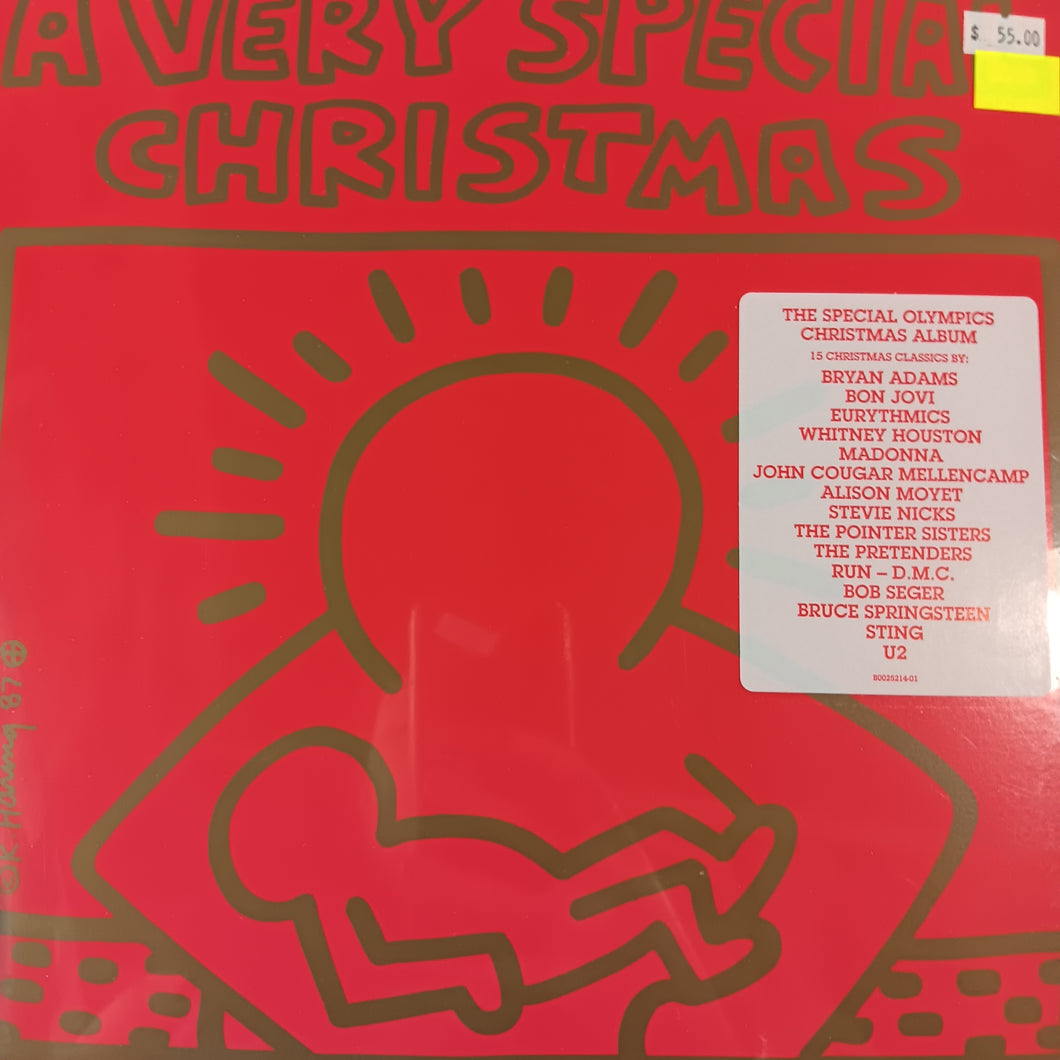 A VERY SPECIAL
$ 55.00
CHRISTMAS
THE SPECIAL OLYMPICS
CHRISTMAS ALBUM
15 CHRISTMAS CLASSICS BY:
BRYAN ADAMS
BON JOVI
EURYTHMICS
WHITNEY HOUSTON
MADONNA
JOHN COUGAR MELLENCAMP
ALISON MOYET
STEVIE NICKS
THE POINTER SISTERS
THE PRETENDERS
RUN – D.M.C.
BOB SEGER
BRUCE SPRINGSTEEN
STING
U2
B0025214-01
© K. Haring 87